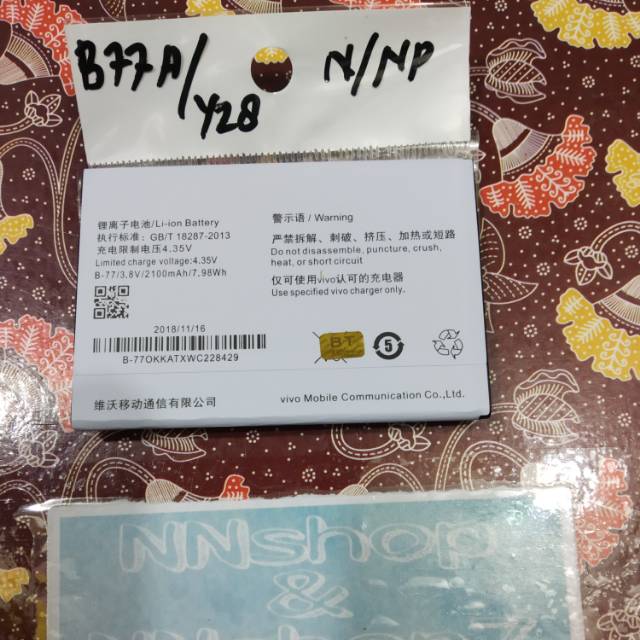 B77A/
Y28
N/NP
锂离子电池/Li-ion Battery
执行标准：GB/T 18287-2013
充电限制电压4.35V
Limited charge voltage:4.35V
B-77/3.8V/2100mAh/7.98Wh
2018/11/16
B-77OKKATXWC228429
警示语 / Warning
严禁拆解、刺破、挤压、加热或短路
Do not disassemble, puncture, crush,
heat, or short circuit
仅可使用vivo认可的充电器
Use specified vivo charger only.
BT
5
维沃移动通信有限公司
vivo Mobile Communication Co.,Ltd.
NNshop
&